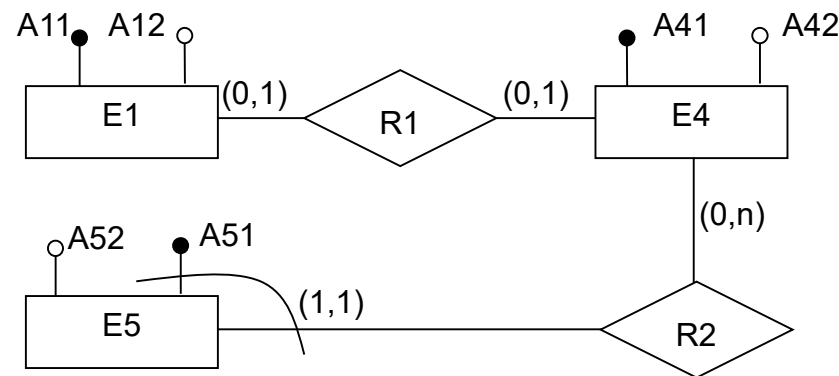 A11 A12 A41 A42
(0,1) (0,1)
E1 R1 E4
(0,n)
A52 A51
(1,1)
E5 R2